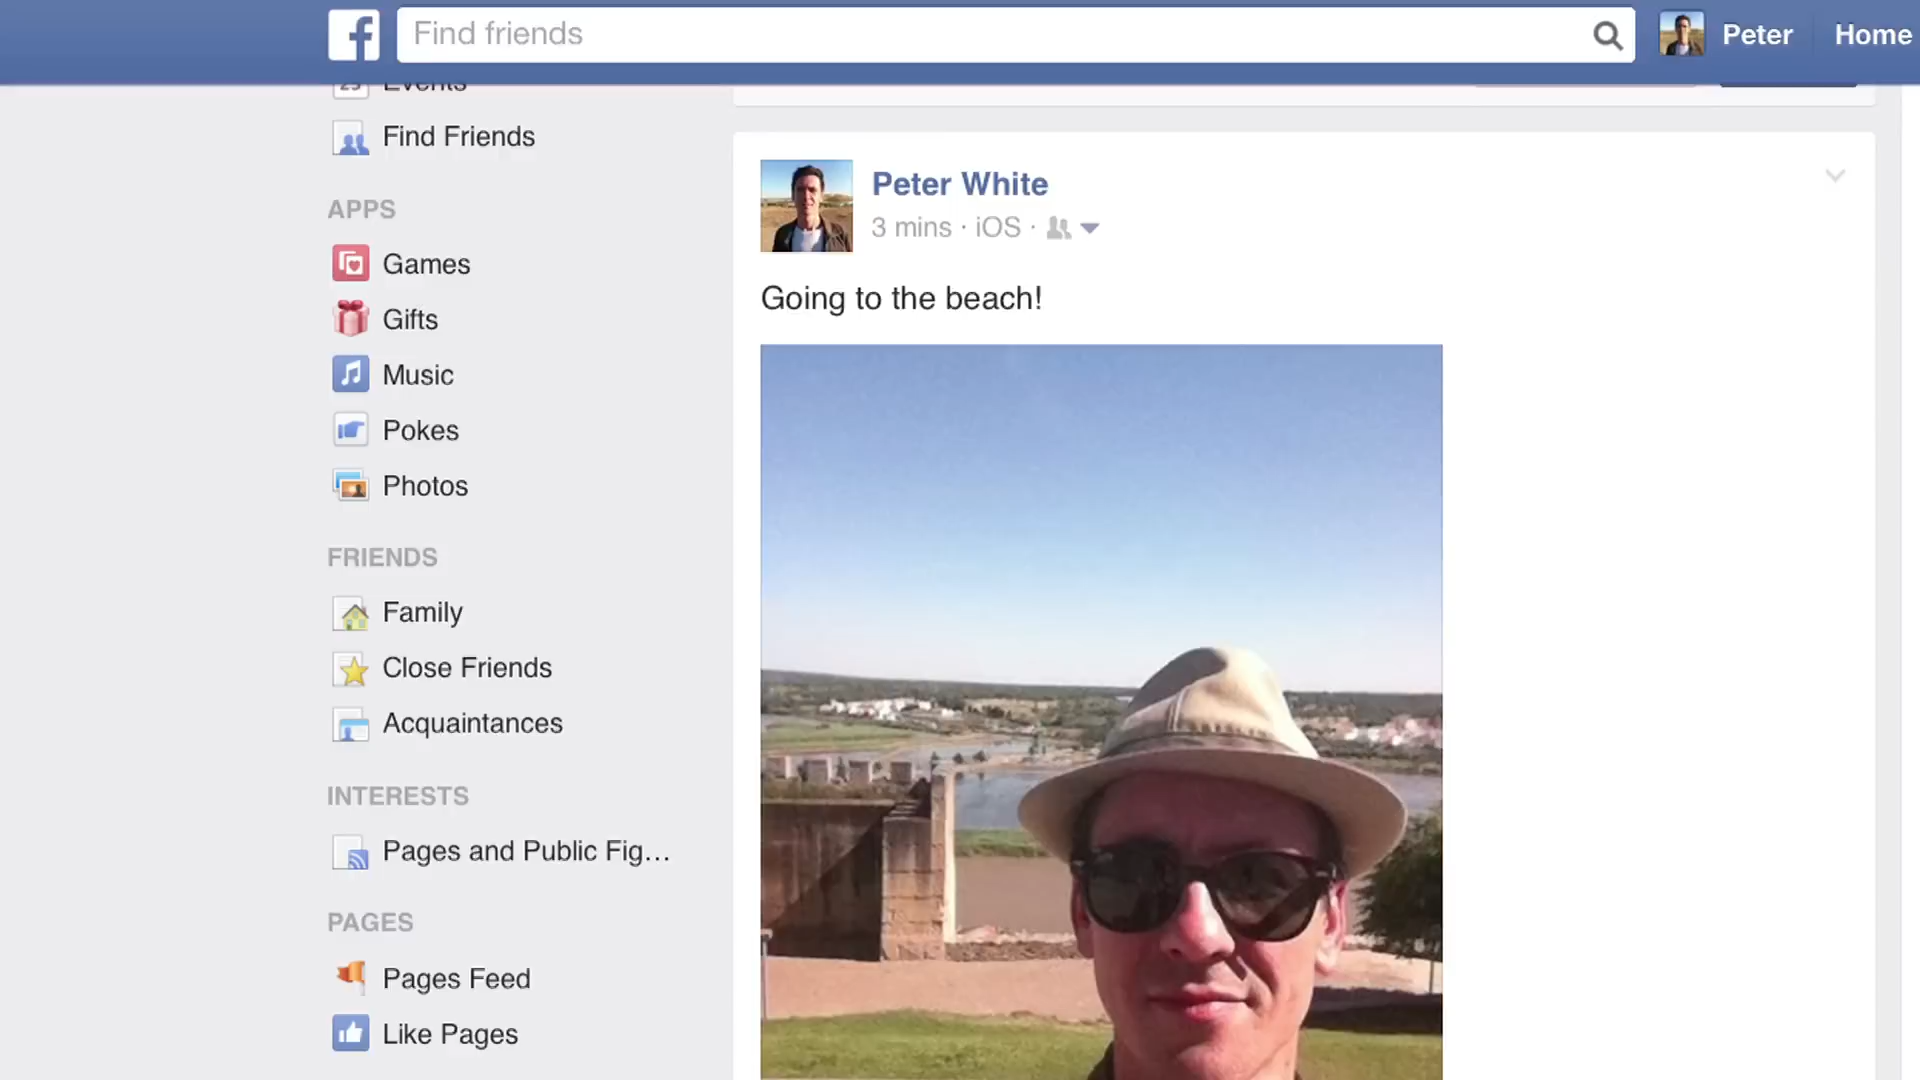 Find friends
Peter
Home
Events
Find Friends
APPS
Games
Gifts
Music
Pokes
Photos
FRIENDS
Family
Close Friends
Acquaintances
INTERESTS
Pages and Public Fig...
PAGES
Pages Feed
Like Pages
Peter White
3 mins · iOS ·
Going to the beach!